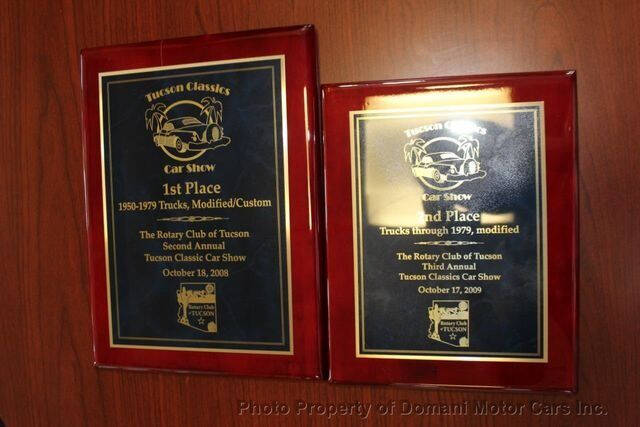 Tucson Classics
Car Show
1st Place
1950-1979 Trucks, Modified/Custom
The Rotary Club of Tucson
Second Annual
Tucson Classic Car Show
October 18, 2008
Rotary Club
of TUCSON
Tucson Classics
Car Show
2nd Place
Trucks through 1979, modified
The Rotary Club of Tucson
Third Annual
Tucson Classics Car Show
October 17, 2009
Rotary Club
of TUCSON
Photo Property of Domani Motor Cars Inc.